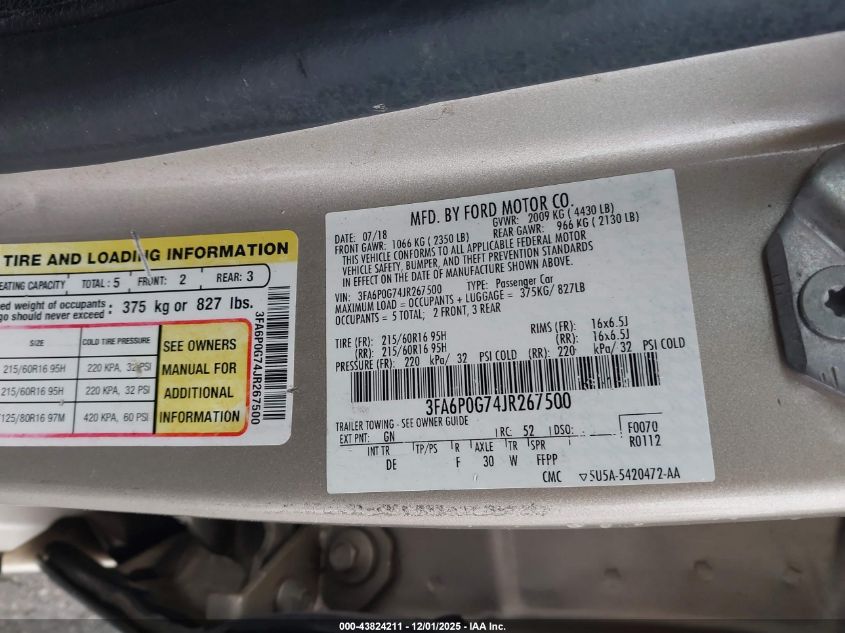 TIRE AND LOADING INFORMATION
EATING CAPACITY TOTAL : 5 FRONT: 2 REAR: 3
ed weight of occupants
go should never exceed : 375 kg or 827 lbs.
SIZE COLD TIRE PRESSURE
215/60R16 95H 220 KPA, 32 PSI
215/60R16 95H 220 KPA, 32 PSI
T125/80R16 97M 420 KPA, 60 PSI
SEE OWNERS
MANUAL FOR
ADDITIONAL
INFORMATION
3FA6P0G74JR267500
MFD. BY FORD MOTOR CO.
DATE: 07/18 GVWR: 2009 KG ( 4430 LB)
FRONT GAWR: 1066 KG ( 2350 LB) REAR GAWR: 966 KG ( 2130 LB)
THIS VEHICLE CONFORMS TO ALL APPLICABLE FEDERAL MOTOR
VEHICLE SAFETY, BUMPER, AND THEFT PREVENTION STANDARDS
IN EFFECT ON THE DATE OF MANUFACTURE SHOWN ABOVE.
VIN: 3FA6P0G74JR267500 TYPE: Passenger Car
MAXIMUM LOAD = OCCUPANTS + LUGGAGE = 375KG/ 827LB
OCCUPANTS = 5 TOTAL; 2 FRONT, 3 REAR
TIRE (FR): 215/60R16 95H RIMS (FR): 16x6.5J
(RR): 215/60R16 95H (RR): 16x6.5J
PRESSURE (FR): 220 kPa/ 32 PSI COLD (RR): 220 kPa/ 32 PSI COLD
3FA6P0G74JR267500
TRAILER TOWING - SEE OWNER GUIDE
EXT PNT: GN RC: 52 DSO: F0070
R0112
INT TR TP/PS R AXLE TR SPR
DE F 30 W FFPP
CMC ▽5U5A-5420472-AA
000-43824211 - 12/01/2025 - IAA Inc.